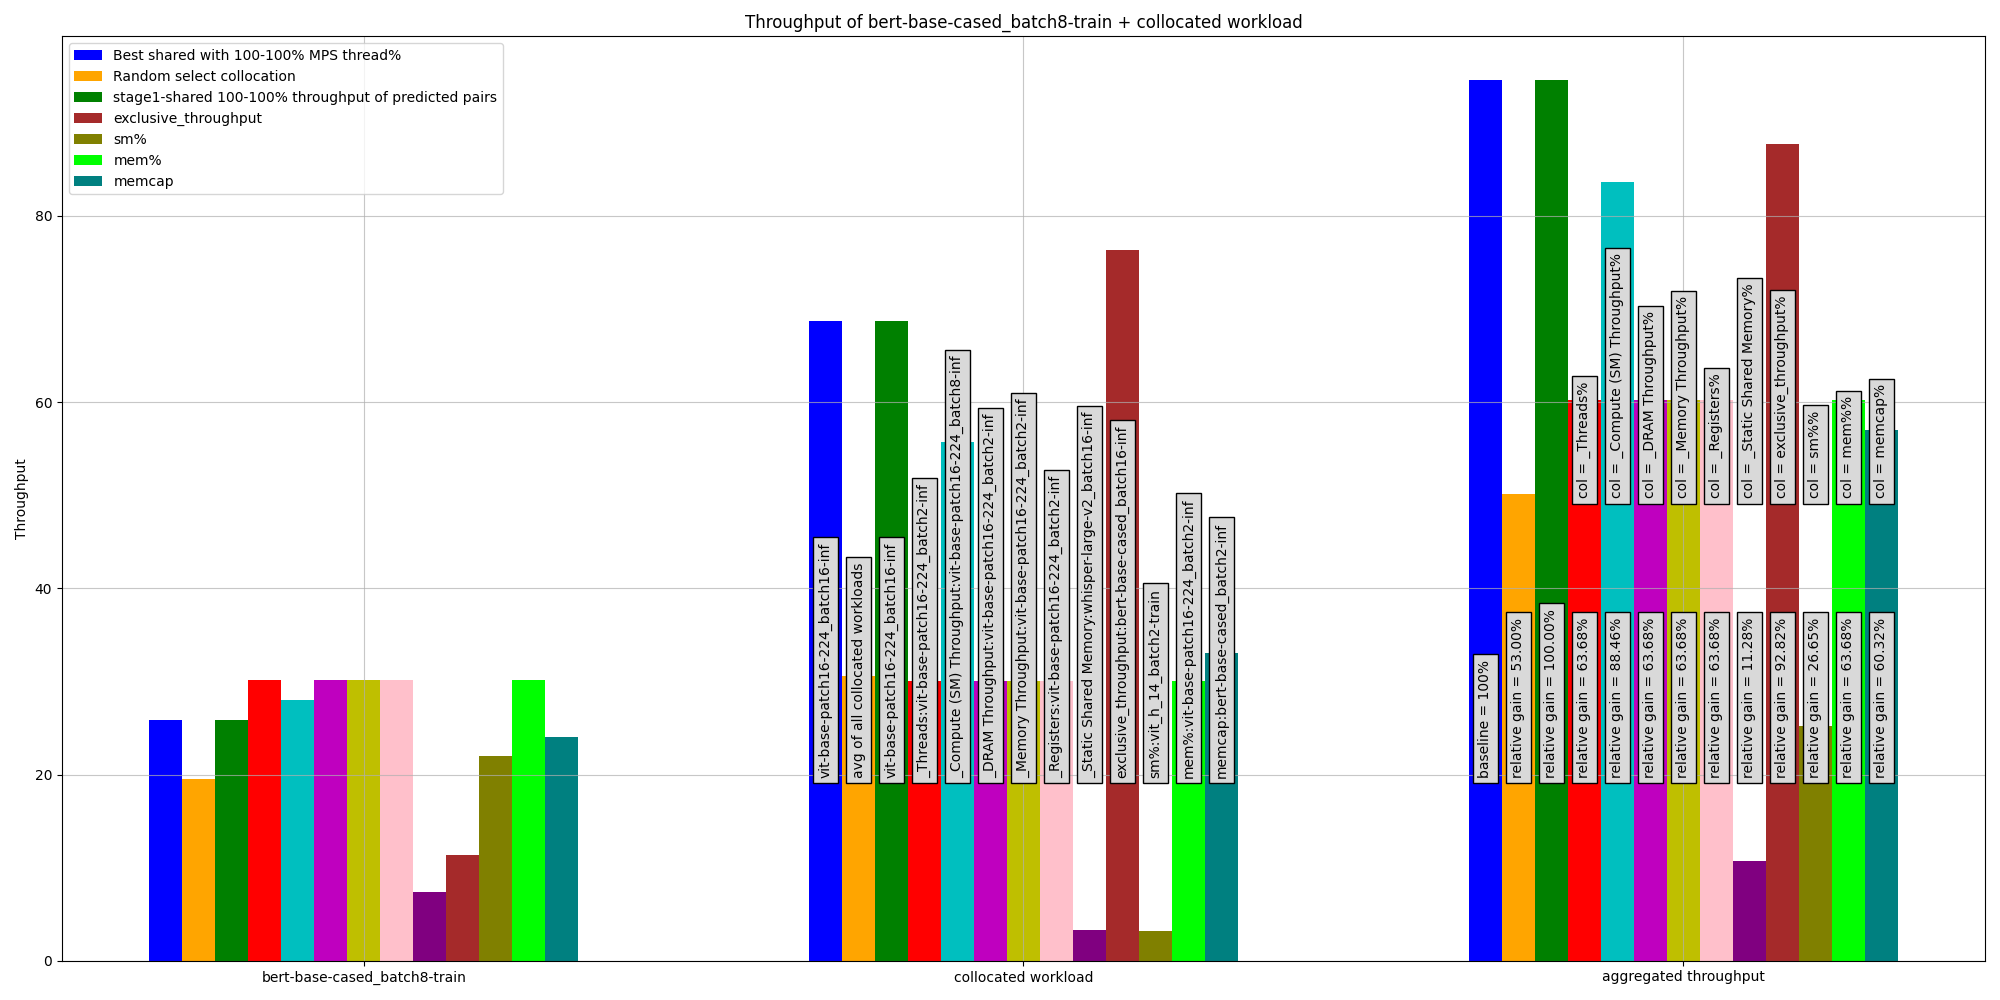 Throughput of bert-base-cased_batch8-train + collocated workload
Best shared with 100-100% MPS thread%
Random select collocation
stage1-shared 100-100% throughput of predicted pairs
exclusive_throughput
sm%
mem%
memcap
Throughput
80
60
40
20
0
vit-base-patch16-224_batch16-inf
avg of all collocated workloads
vit-base-patch16-224_batch16-inf
_Threads:vit-base-patch16-224_batch2-inf
_Compute (SM) Throughput:vit-base-patch16-224_batch8-inf
_DRAM Throughput:vit-base-patch16-224_batch2-inf
_Memory Throughput:vit-base-patch16-224_batch2-inf
_Registers:vit-base-patch16-224_batch2-inf
_Static Shared Memory:whisper-large-v2_batch16-inf
exclusive_throughput:bert-base-cased_batch16-inf
sm%:vit_h_14_batch2-train
mem%:vit-base-patch16-224_batch2-inf
memcap:bert-base-cased_batch2-inf
col = _Threads%
col = _Compute (SM) Throughput%
col = _DRAM Throughput%
col = _Memory Throughput%
col = _Registers%
col = _Static Shared Memory%
col = exclusive_throughput%
col = sm%%
col = mem%%
col = memcap%
baseline = 100%
relative gain = 53.00%
relative gain = 100.00%
relative gain = 63.68%
relative gain = 88.46%
relative gain = 63.68%
relative gain = 63.68%
relative gain = 63.68%
relative gain = 11.28%
relative gain = 92.82%
relative gain = 26.65%
relative gain = 63.68%
relative gain = 60.32%
bert-base-cased_batch8-train
collocated workload
aggregated throughput